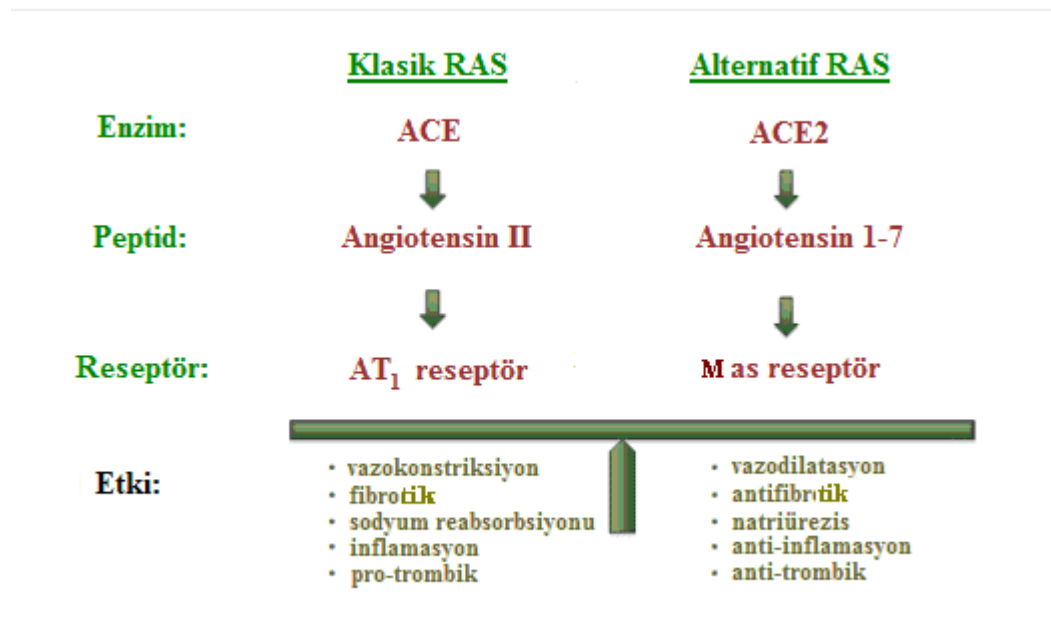 Klasik RAS Alternatif RAS
Enzim: ACE ACE2
Peptid: Angiotensin II Angiotensin 1-7
Reseptör: AT1 reseptör Mas reseptör
Etki:
• vazokonstriksiyon
• fibrotik
• sodyum reabsorbsiyonu
• inflamasyon
• pro-trombik
• vazodilatasyon
• antifibrotik
• natriürezis
• anti-inflamasyon
• anti-trombik